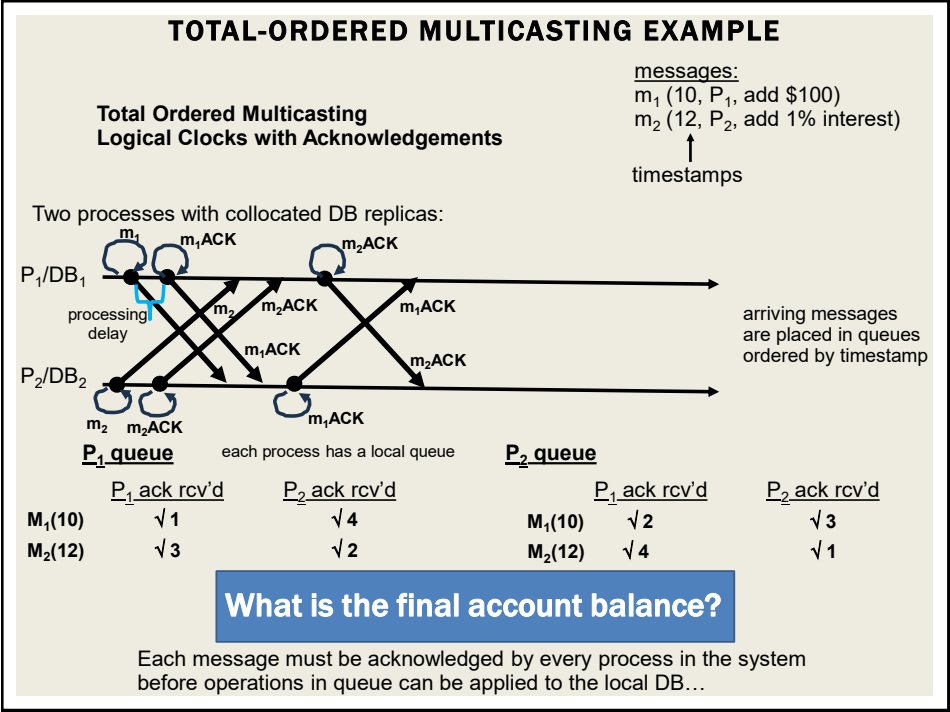 TOTAL-ORDERED MULTICASTING EXAMPLE
messages:
m₁ (10, P₁, add $100)
m₂ (12, P₂, add 1% interest)
timestamps
Total Ordered Multicasting
Logical Clocks with Acknowledgements
Two processes with collocated DB replicas:
m₁
m₁ACK
m₂ACK
P₁/DB₁
processing
delay
m₂
m₂ACK
m₁ACK
m₁ACK
m₂ACK
arriving messages
are placed in queues
ordered by timestamp
P₂/DB₂
m₂
m₂ACK
m₁ACK
P₁ queue
each process has a local queue
P₂ queue
P₁ ack rcv’d P₂ ack rcv’d P₁ ack rcv’d P₂ ack rcv’d
M₁(10) √ 1 √ 4 M₁(10) √ 2 √ 3
M₂(12) √ 3 √ 2 M₂(12) √ 4 √ 1
What is the final account balance?
Each message must be acknowledged by every process in the system
before operations in queue can be applied to the local DB…